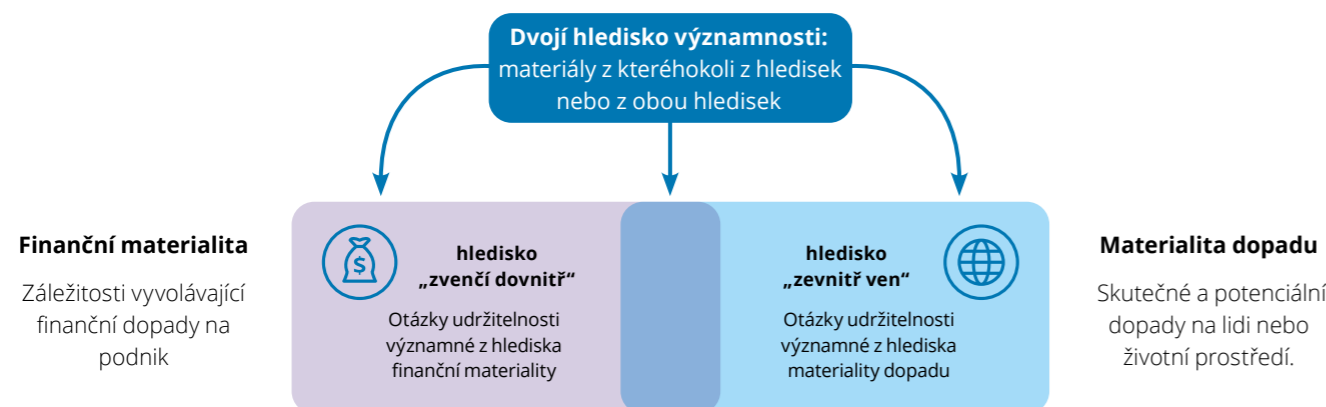 Dvojí hledisko významnosti:
materiály z kteréhokoli z hledisek
nebo z obou hledisek
Finanční materialita
Záležitosti vyvolávající
finanční dopady na
podnik
$
hledisko
„zvenčí dovnitř“
Otázky udržitelnosti
významné z hlediska
finanční materiality
hledisko
„zevnitř ven“
Otázky udržitelnosti
významné z hlediska
materiality dopadu
Materialita dopadu
Skutečné a potenciální
dopady na lidi nebo
životní prostředí.